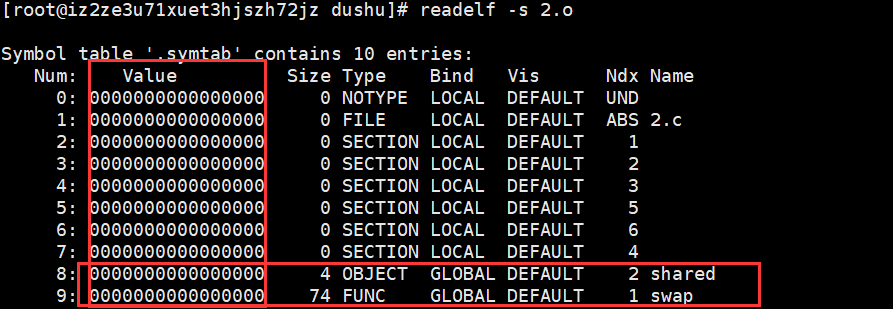 [root@iz2ze3u71xuet3hjszh72jz dushu]# readelf -s 2.o
Symbol table '.symtab' contains 10 entries:
Num: Value Size Type Bind Vis Ndx Name
0: 0000000000000000 0 NOTYPE LOCAL DEFAULT UND
1: 0000000000000000 0 FILE LOCAL DEFAULT ABS 2.c
2: 0000000000000000 0 SECTION LOCAL DEFAULT 1
3: 0000000000000000 0 SECTION LOCAL DEFAULT 2
4: 0000000000000000 0 SECTION LOCAL DEFAULT 3
5: 0000000000000000 0 SECTION LOCAL DEFAULT 5
6: 0000000000000000 0 SECTION LOCAL DEFAULT 6
7: 0000000000000000 0 SECTION LOCAL DEFAULT 4
8: 0000000000000000 4 OBJECT GLOBAL DEFAULT 2 shared
9: 0000000000000000 74 FUNC GLOBAL DEFAULT 1 swap